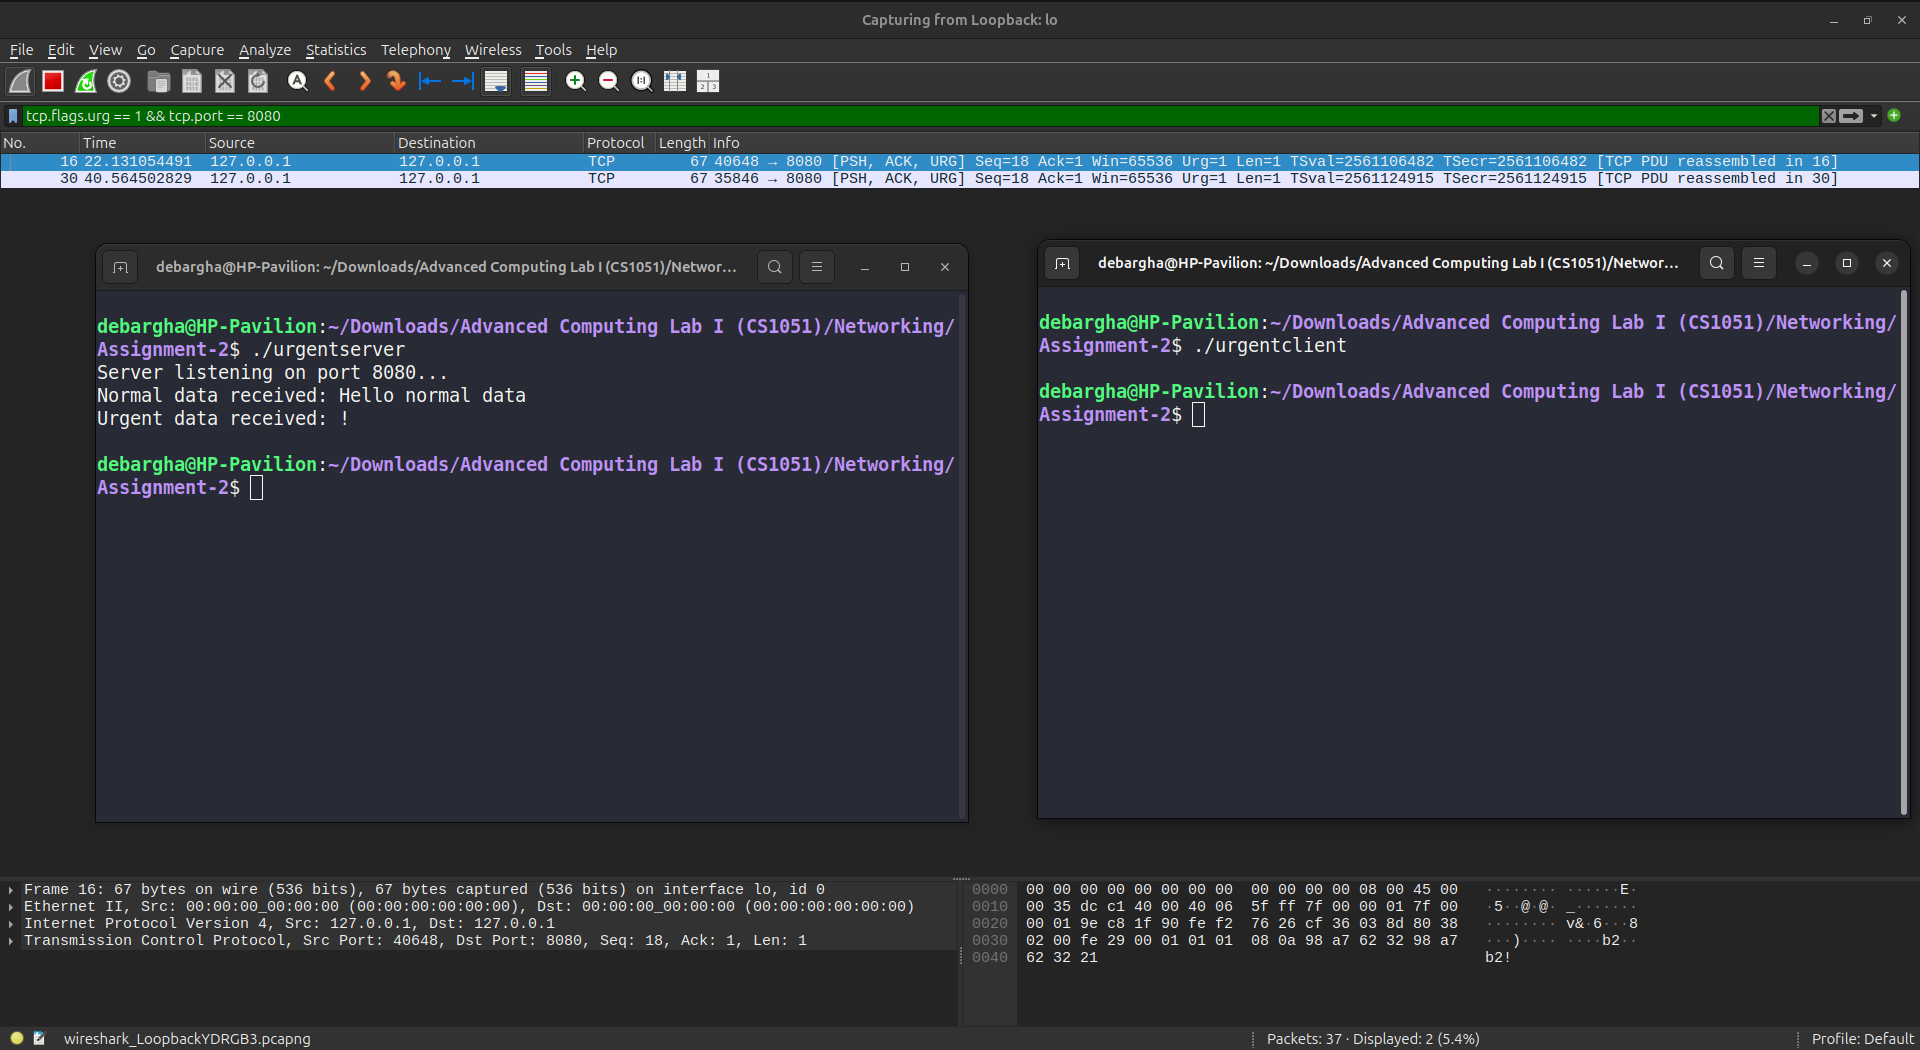 Capturing from Loopback: lo
File Edit View Go Capture Analyze Statistics Telephony Wireless Tools Help
tcp.flags.urg == 1 && tcp.port == 8080
No. Time Source Destination Protocol Length Info
16 22.131054491 127.0.0.1 127.0.0.1 TCP 67 40648 → 8080 [PSH, ACK, URG] Seq=18 Ack=1 Win=65536 Urg=1 Len=1 TSval=2561106482 TSecr=2561106482 [TCP PDU reassembled in 16]
30 40.564502829 127.0.0.1 127.0.0.1 TCP 67 35846 → 8080 [PSH, ACK, URG] Seq=18 Ack=1 Win=65536 Urg=1 Len=1 TSval=2561124915 TSecr=2561124915 [TCP PDU reassembled in 30]
debargha@HP-Pavilion: ~/Downloads/Advanced Computing Lab I (CS1051)/Networ...
debargha@HP-Pavilion:~/Downloads/Advanced Computing Lab I (CS1051)/Networking/
Assignment-2$ ./urgentserver
Server listening on port 8080...
Normal data received: Hello normal data
Urgent data received: !
debargha@HP-Pavilion:~/Downloads/Advanced Computing Lab I (CS1051)/Networking/
Assignment-2$
debargha@HP-Pavilion: ~/Downloads/Advanced Computing Lab I (CS1051)/Networ...
debargha@HP-Pavilion:~/Downloads/Advanced Computing Lab I (CS1051)/Networking/
Assignment-2$ ./urgentclient
debargha@HP-Pavilion:~/Downloads/Advanced Computing Lab I (CS1051)/Networking/
Assignment-2$
Frame 16: 67 bytes on wire (536 bits), 67 bytes captured (536 bits) on interface lo, id 0
Ethernet II, Src: 00:00:00_00:00:00 (00:00:00:00:00:00), Dst: 00:00:00_00:00:00 (00:00:00:00:00:00)
Internet Protocol Version 4, Src: 127.0.0.1, Dst: 127.0.0.1
Transmission Control Protocol, Src Port: 40648, Dst Port: 8080, Seq: 18, Ack: 1, Len: 1
0000 00 00 00 00 00 00 00 00 00 00 00 00 08 00 45 00 ········ ······E·
0010 00 35 dc c1 40 00 40 06 5f ff 7f 00 00 01 7f 00 ·5··@·@· _·······
0020 00 01 9e c8 1f 90 fe f2 76 26 cf 36 03 8d 80 38 ········ v&·6···8
0030 02 00 fe 29 00 01 01 01 08 0a 98 a7 62 32 98 a7 ···)···· ····b2··
0040 62 32 21 b2!
wireshark_LoopbackYDRGB3.pcapng
Packets: 37 · Displayed: 2 (5.4%)
Profile: Default